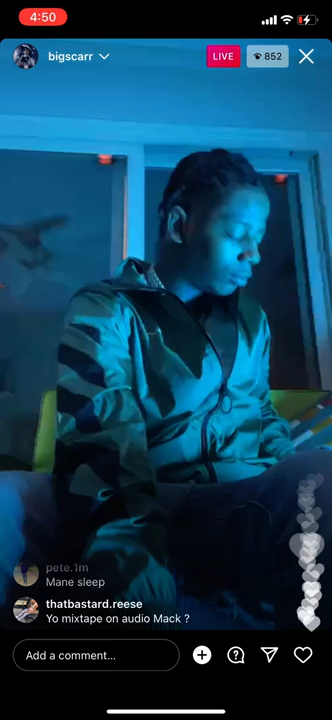 4:50
bigscarr
LIVE
852
pete.1m
Mane sleep
thatbastard.reese
Yo mixtape on audio Mack ?
Add a comment...